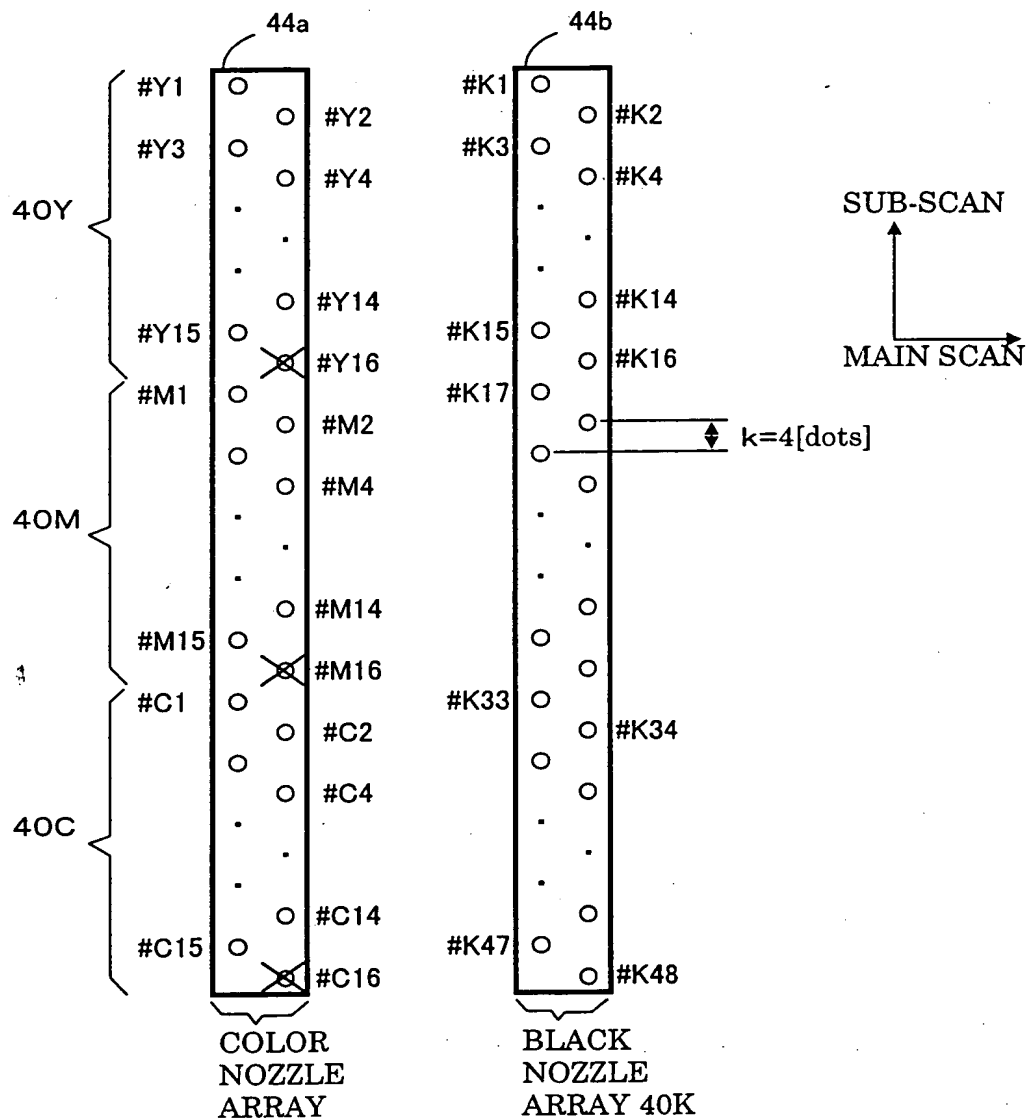 44a
44b
#Y1
#Y2
#Y3
#Y4
40Y
#Y14
#Y15
#Y16
#M1
#M2
#M4
40M
#M14
#M15
#M16
#C1
#C2
#C4
40C
#C14
#C15
#C16
COLOR
NOZZLE
ARRAY
#K1
#K2
#K3
#K4
#K14
#K15
#K16
#K17
k=4[dots]
#K33
#K34
#K47
#K48
BLACK
NOZZLE
ARRAY 40K
SUB-SCAN
MAIN SCAN